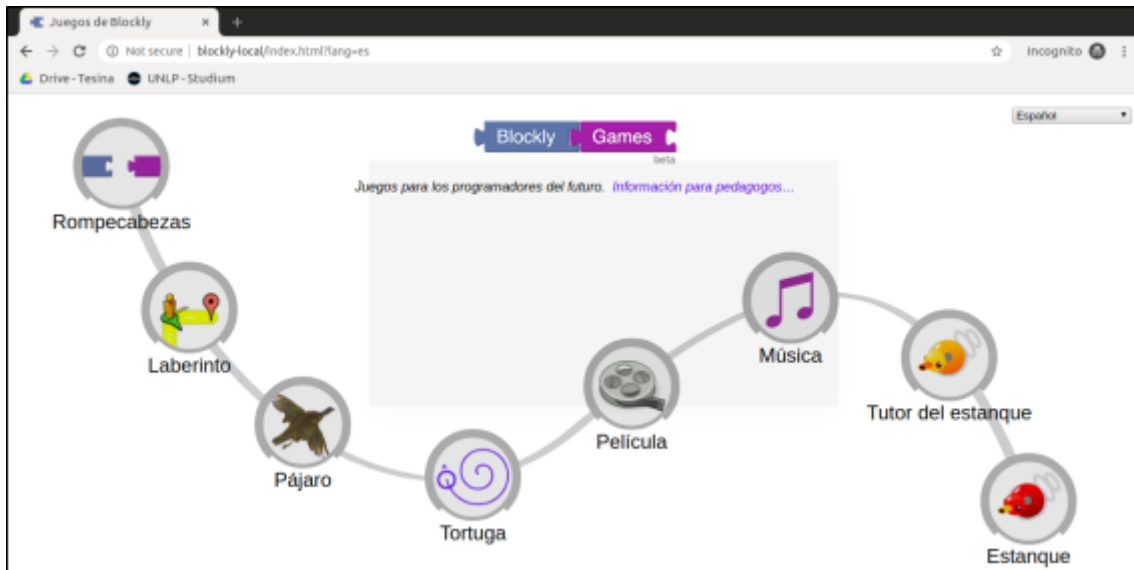 Juegos de Blockly
Not secure | blockly-local/index.html?lang=es
Incognito
Drive - Tesina
UNLP - Studium
Español
Blockly Games
beta
Juegos para los programadores del futuro. Información para pedagogos...
Rompecabezas
Laberinto
Pájaro
Tortuga
Película
Música
Tutor del estanque
Estanque